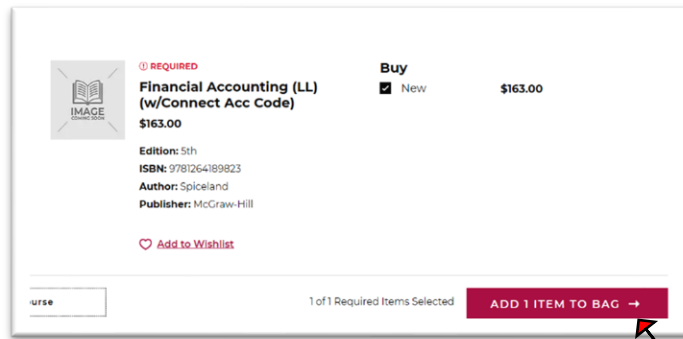 IMAGE
COMING SOON
REQUIRED
Financial Accounting (LL)
(w/Connect Acc Code)
$163.00
Edition: 5th
ISBN: 9781264189823
Author: Spiceland
Publisher: McGraw-Hill
Add to Wishlist
Buy
New $163.00
urse
1 of 1 Required Items Selected
ADD 1 ITEM TO BAG →